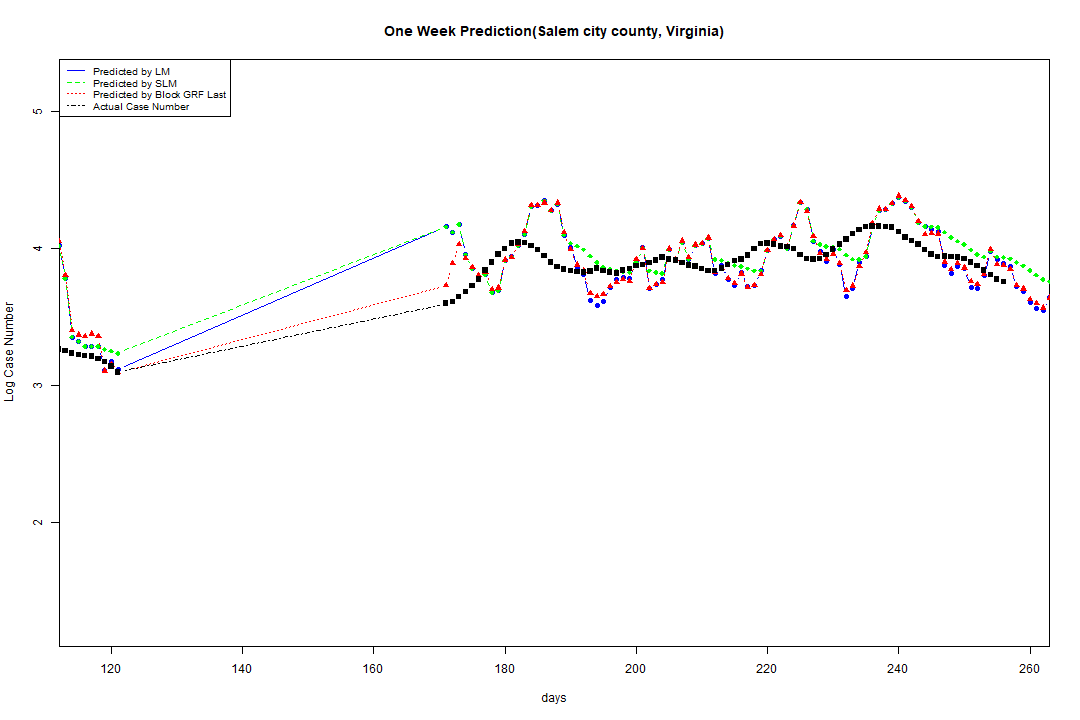 One Week Prediction(Salem city county, Virginia)
Predicted by LM
Predicted by SLM
Predicted by Block GRF Last
Actual Case Number
5
4
3
2
Log Case Number
120 140 160 180 200 220 240 260
days